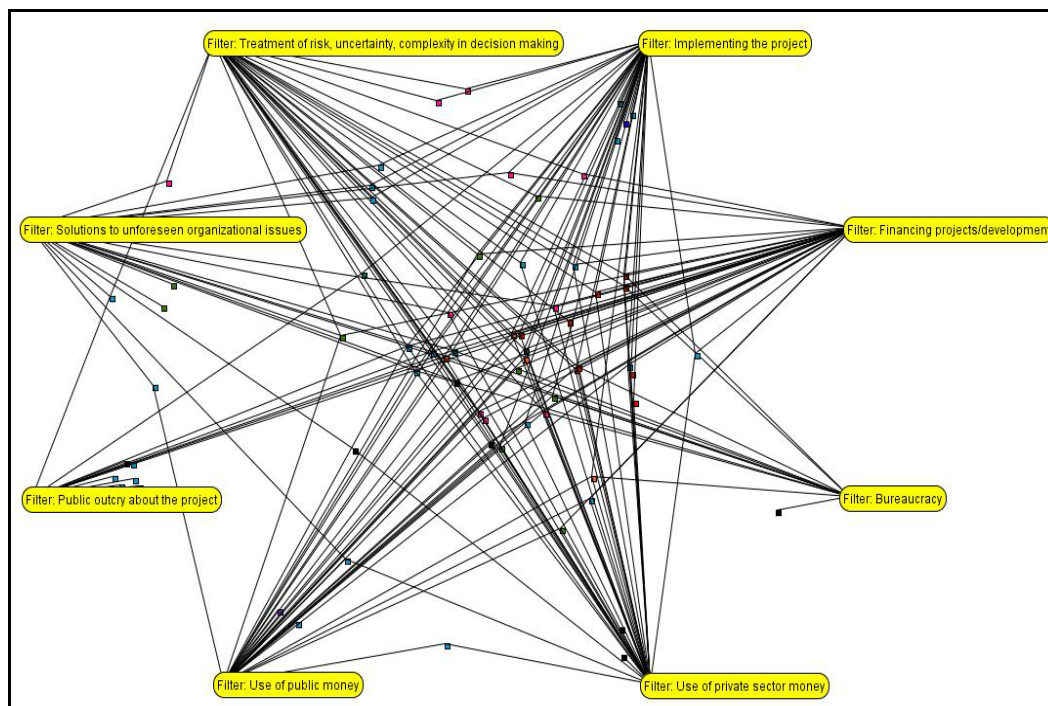 Filter: Treatment of risk, uncertainty, complexity in decision making
Filter: Implementing the project
Filter: Solutions to unforeseen organizational issues
Filter: Financing projects/development
Filter: Public outcry about the project
Filter: Bureaucracy
Filter: Use of public money
Filter: Use of private sector money